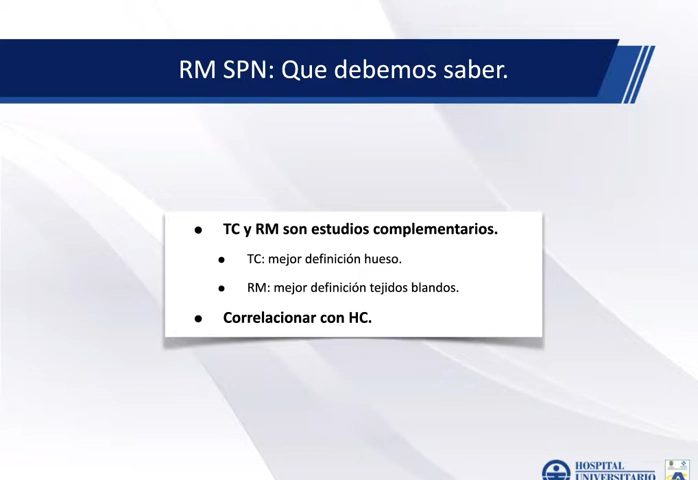 RM SPN: Que debemos saber.
● TC y RM son estudios complementarios.
● TC: mejor definición hueso.
● RM: mejor definición tejidos blandos.
● Correlacionar con HC.
HOSPITAL
UNIVERSITARIO